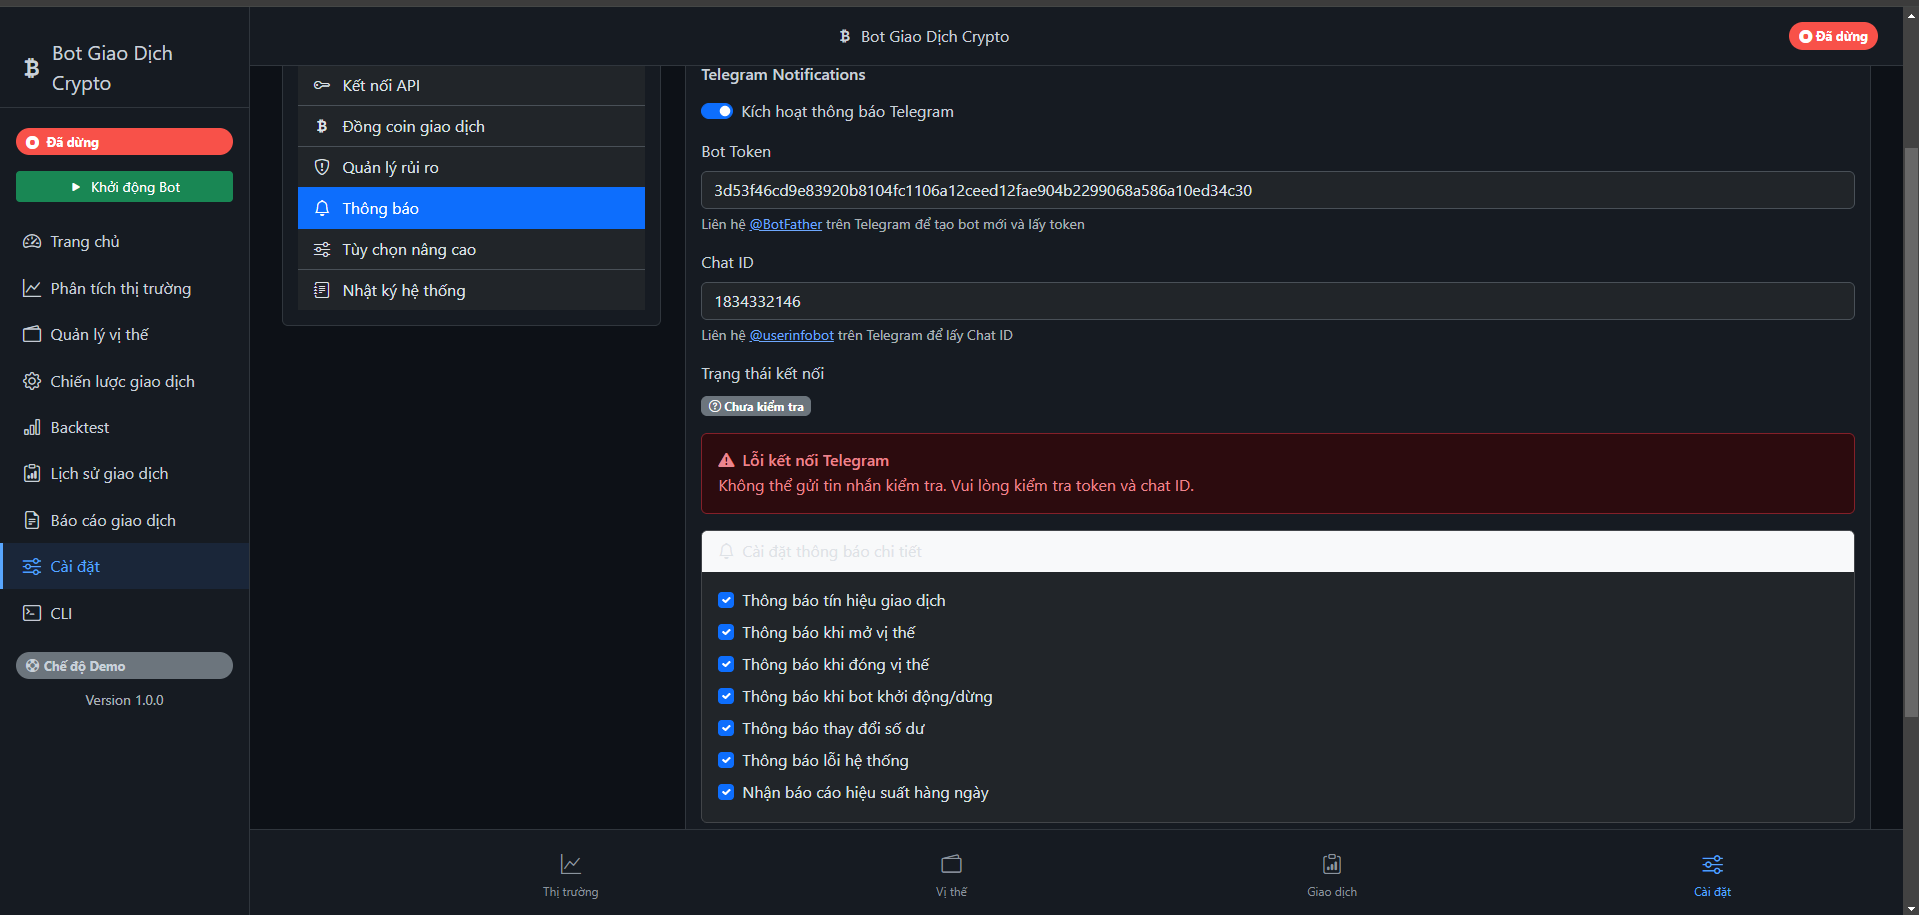 Bot Giao Dịch
Crypto
Đã dừng
Khởi động Bot
Trang chủ
Phân tích thị trường
Quản lý vị thế
Chiến lược giao dịch
Backtest
Lịch sử giao dịch
Báo cáo giao dịch
Cài đặt
CLI
Chế độ Demo
Version 1.0.0
Bot Giao Dịch Crypto
Đã dừng
Kết nối API
Đồng coin giao dịch
Quản lý rủi ro
Thông báo
Tùy chọn nâng cao
Nhật ký hệ thống
Telegram Notifications
Kích hoạt thông báo Telegram
Bot Token
3d53f46cd9e83920b8104fc1106a12ceed12fae904b2299068a586a10ed34c30
Liên hệ @BotFather trên Telegram để tạo bot mới và lấy token
Chat ID
1834332146
Liên hệ @userinfobot trên Telegram để lấy Chat ID
Trạng thái kết nối
Chưa kiểm tra
Lỗi kết nối Telegram
Không thể gửi tin nhắn kiểm tra. Vui lòng kiểm tra token và chat ID.
Cài đặt thông báo chi tiết
Thông báo tín hiệu giao dịch
Thông báo khi mở vị thế
Thông báo khi đóng vị thế
Thông báo khi bot khởi động/dừng
Thông báo thay đổi số dư
Thông báo lỗi hệ thống
Nhận báo cáo hiệu suất hàng ngày
Thị trường
Vị thế
Giao dịch
Cài đặt